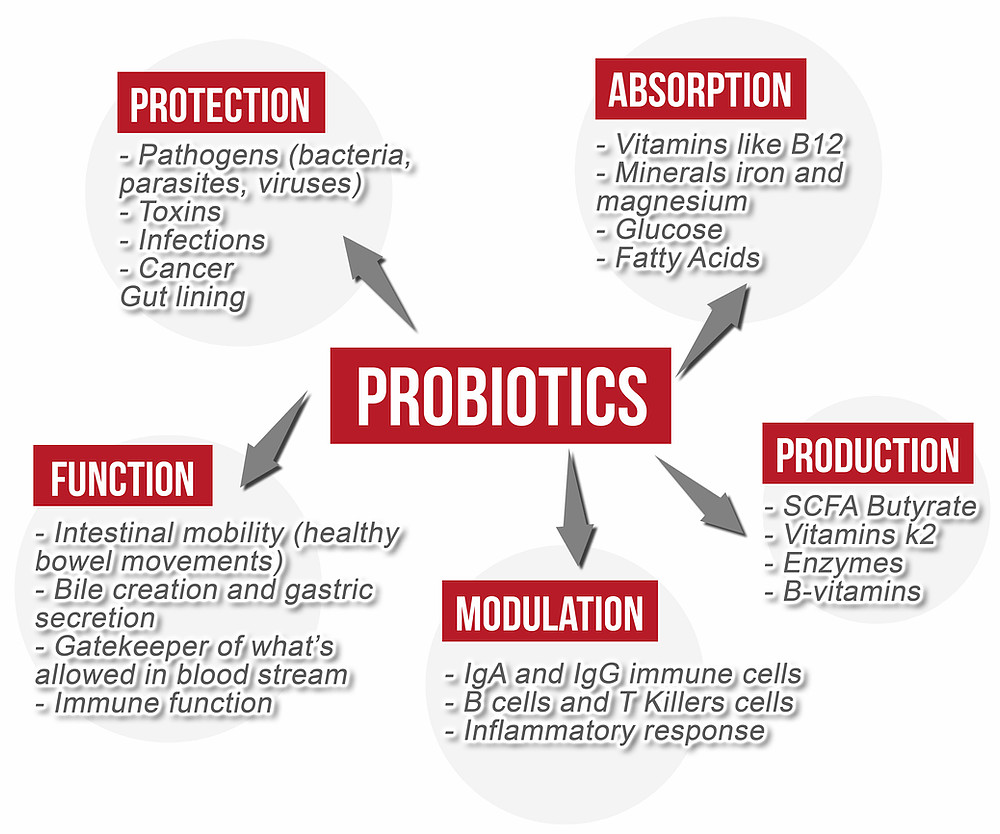 PROTECTION
- Pathogens (bacteria,
parasites, viruses)
- Toxins
- Infections
- Cancer
Gut lining
ABSORPTION
- Vitamins like B12
- Minerals iron and
magnesium
- Glucose
- Fatty Acids
PROBIOTICS
FUNCTION
- Intestinal mobility (healthy
bowel movements)
- Bile creation and gastric
secretion
- Gatekeeper of what's
allowed in blood stream
- Immune function
MODULATION
- IgA and IgG immune cells
- B cells and T Killers cells
- Inflammatory response
PRODUCTION
- SCFA Butyrate
- Vitamins k2
- Enzymes
- B-vitamins